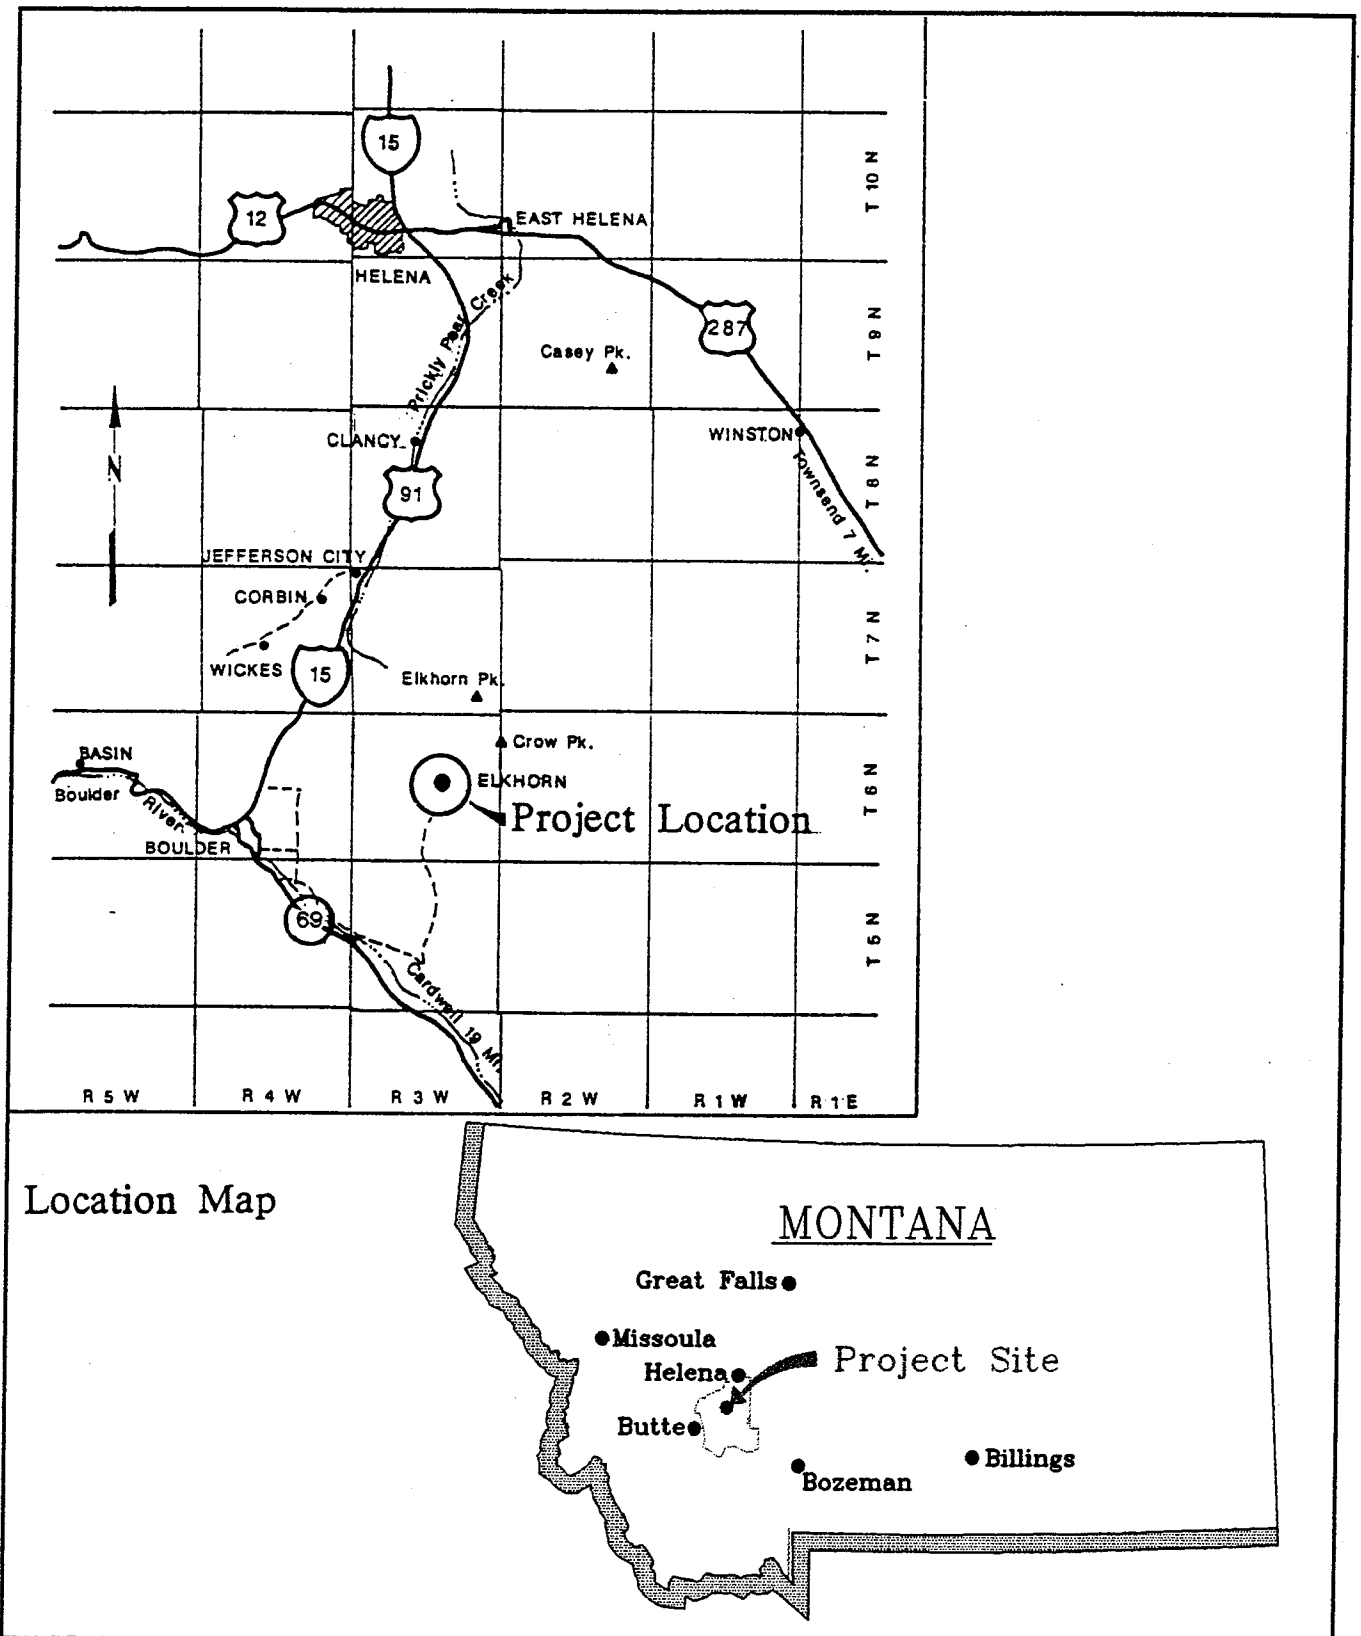 15
T 10 N
12
EAST HELENA
HELENA
Prickly Pear Creek
287
T 9 N
Casey Pk.
CLANCY
WINSTON
N
91
Townsend 7 Mi.
T 8 N
JEFFERSON CITY
CORBIN
WICKES
15
Elkhorn Pk.
T 7 N
Crow Pk.
BASIN
ELKHORN
Boulder River
Project Location
T 6 N
BOULDER
69
T 5 N
Cardwell 19 Mi.
R 5 W
R 4 W
R 3 W
R 2 W
R 1 W
R 1 E
Location Map
MONTANA
Great Falls
Missoula
Project Site
Helena
Butte
Billings
Bozeman